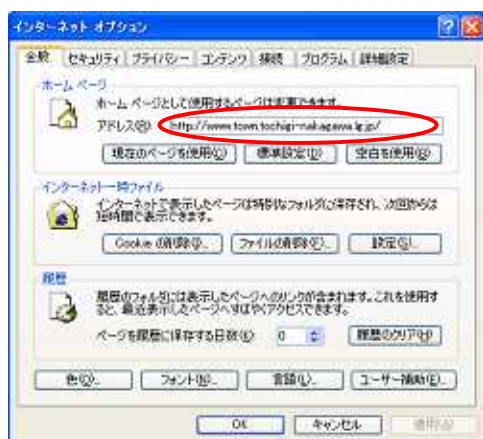 インターネット オプション
全般 セキュリティ プライバシー コンテンツ 接続 プログラム 詳細設定
ホーム ページ
ホーム ページとして使用するページは変更できます。
アドレス(R): http://www.town.tochigi-nakagawa.lg.jp/
現在のページを使用(C) 標準設定(D) 空白を使用(B)
インターネット一時ファイル
インターネットで表示したページは特別なフォルダに保存され、次回からは
短時間で表示できます。
Cookie の削除(I)... ファイルの削除(F)... 設定(S)...
履歴
履歴のフォルダには表示したページへのリンクが含まれます。これを使用す
ると、最近表示したページへすばやくアクセスできます。
ページを履歴に保存する日数(K): 0 履歴のクリア(H)
色(O)... フォント(N)... 言語(L)... ユーザー補助(E)...
OK キャンセル 適用(A)